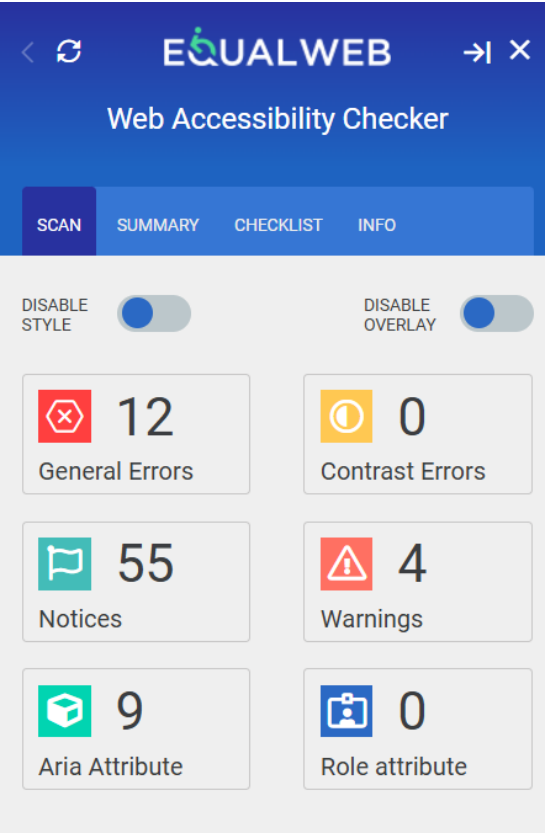 EQUALWEB
Web Accessibility Checker
SCAN SUMMARY CHECKLIST INFO
DISABLE
STYLE
DISABLE
OVERLAY
12
General Errors
0
Contrast Errors
55
Notices
4
Warnings
9
Aria Attribute
0
Role attribute